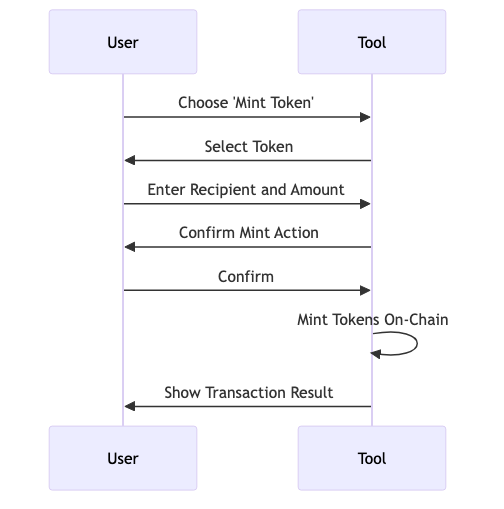 User
Tool
Choose 'Mint Token'
Select Token
Enter Recipient and Amount
Confirm Mint Action
Confirm
Mint Tokens On-Chain
Show Transaction Result
User
Tool